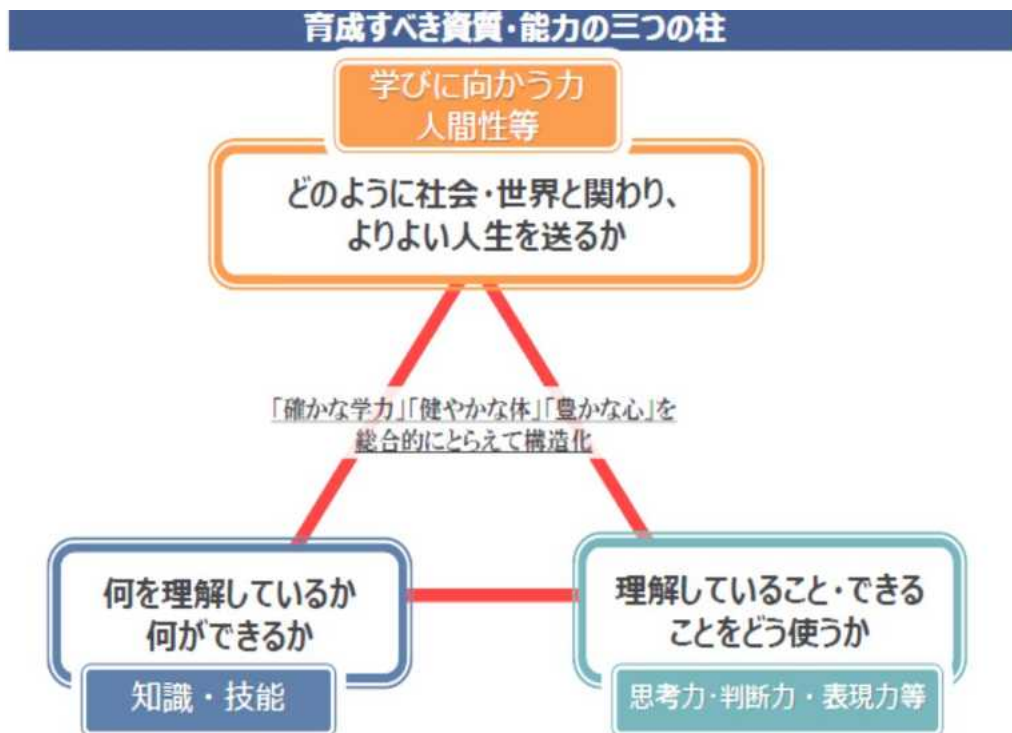 育成すべき資質・能力の三つの柱
学びに向かう力
人間性等
どのように社会・世界と関わり、
よりよい人生を送るか
「確かな学力」「健やかな体」「豊かな心」を
総合的にとらえて構造化
何を理解しているか
何ができるか
知識・技能
理解していること・できる
ことをどう使うか
思考力・判断力・表現力等